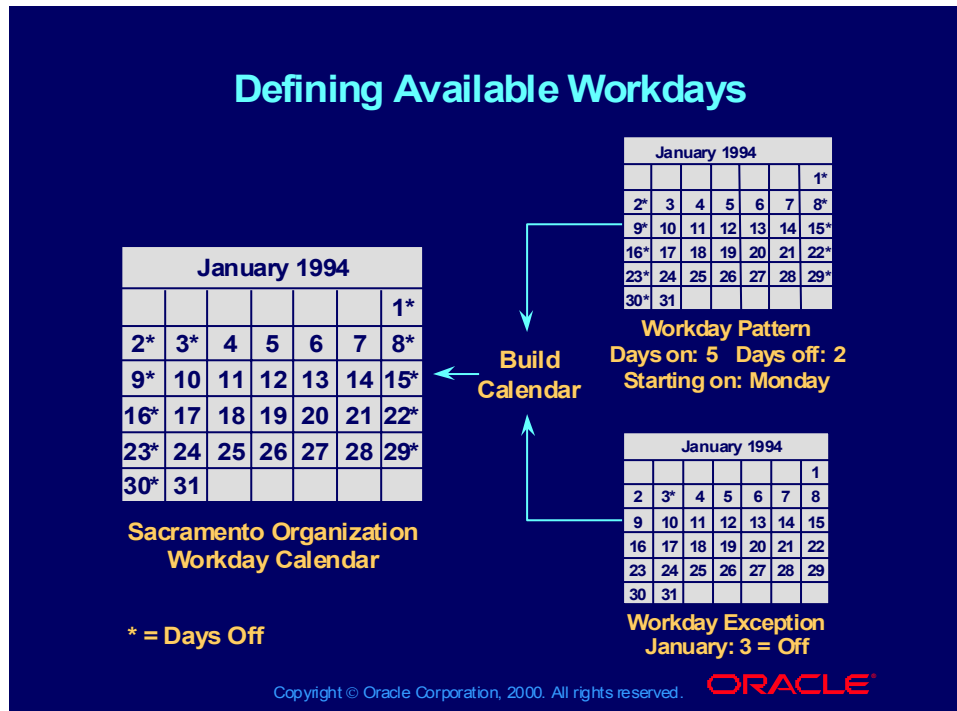 Defining Available Workdays
January 1994
1*
2* 3* 4 5 6 7 8*
9* 10 11 12 13 14 15*
16* 17 18 19 20 21 22*
23* 24 25 26 27 28 29*
30* 31
Sacramento Organization
Workday Calendar
* = Days Off
Build
Calendar
January 1994
1*
2* 3 4 5 6 7 8*
9* 10 11 12 13 14 15*
16* 17 18 19 20 21 22*
23* 24 25 26 27 28 29*
30* 31
Workday Pattern
Days on: 5 Days off: 2
Starting on: Monday
January 1994
1
2 3* 4 5 6 7 8
9 10 11 12 13 14 15
16 17 18 19 20 21 22
23 24 25 26 27 28 29
30 31
Workday Exception
January: 3 = Off
Copyright © Oracle Corporation, 2000. All rights reserved.
ORACLE®